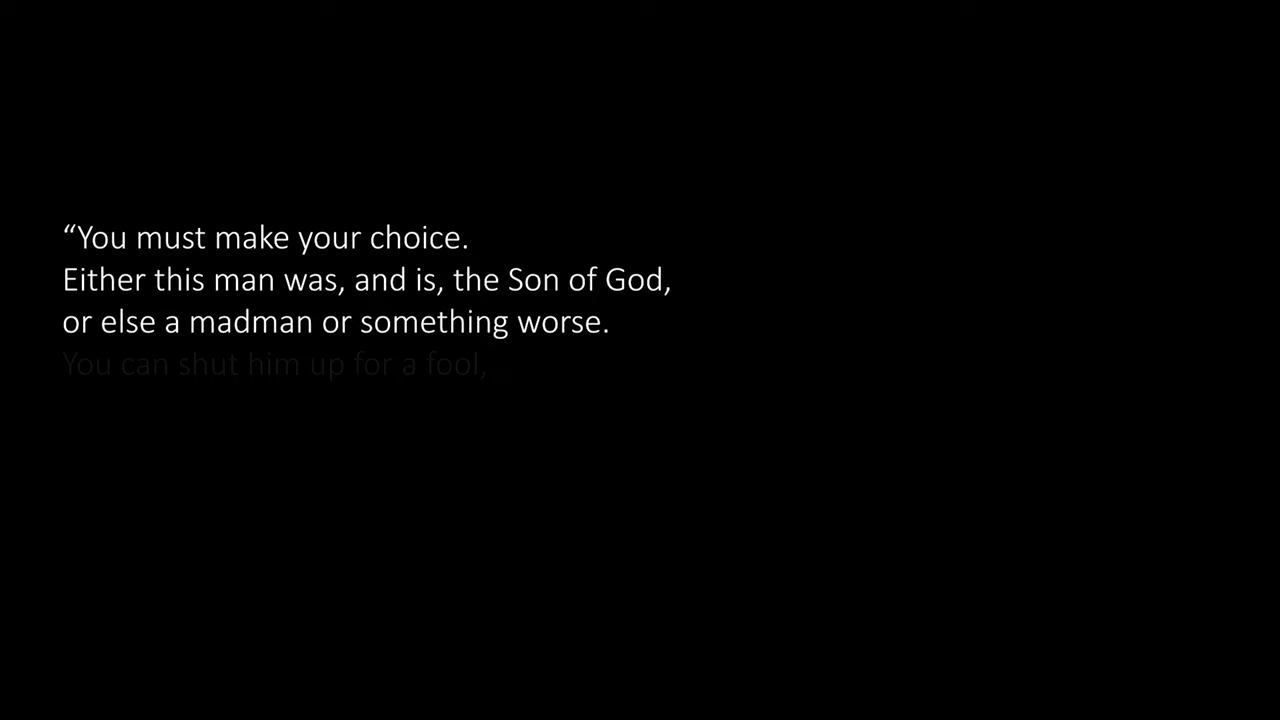 “You must make your choice.
Either this man was, and is, the Son of God,
or else a madman or something worse.
You can shut him up for a fool,